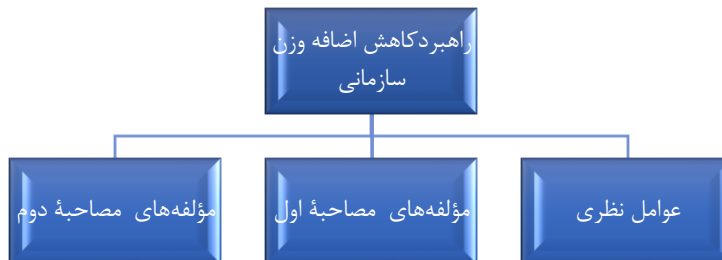 راهبردکاهش اضافه وزن
سازمانی
عوامل نظری
مؤلفه‌های مصاحبهٔ اول
مؤلفه‌های مصاحبهٔ دوم